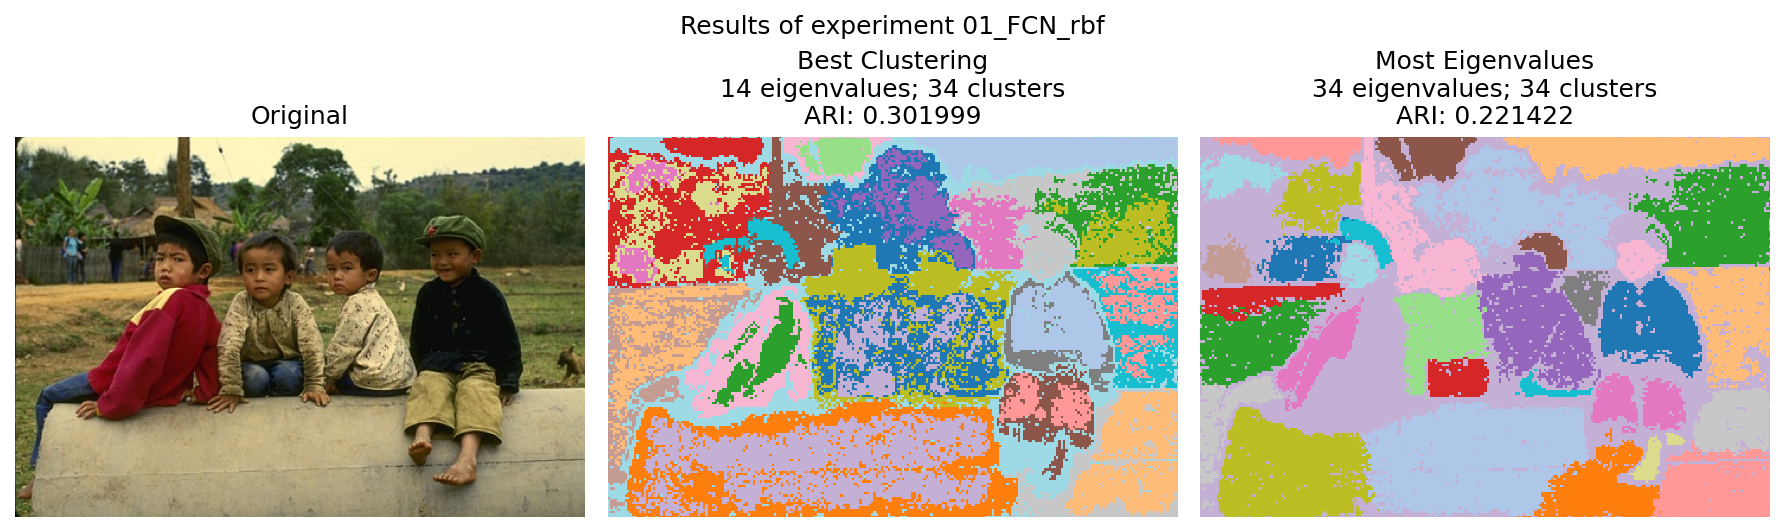 Results of experiment 01_FCN_rbf
Original
Best Clustering
14 eigenvalues; 34 clusters
ARI: 0.301999
Most Eigenvalues
34 eigenvalues; 34 clusters
ARI: 0.221422